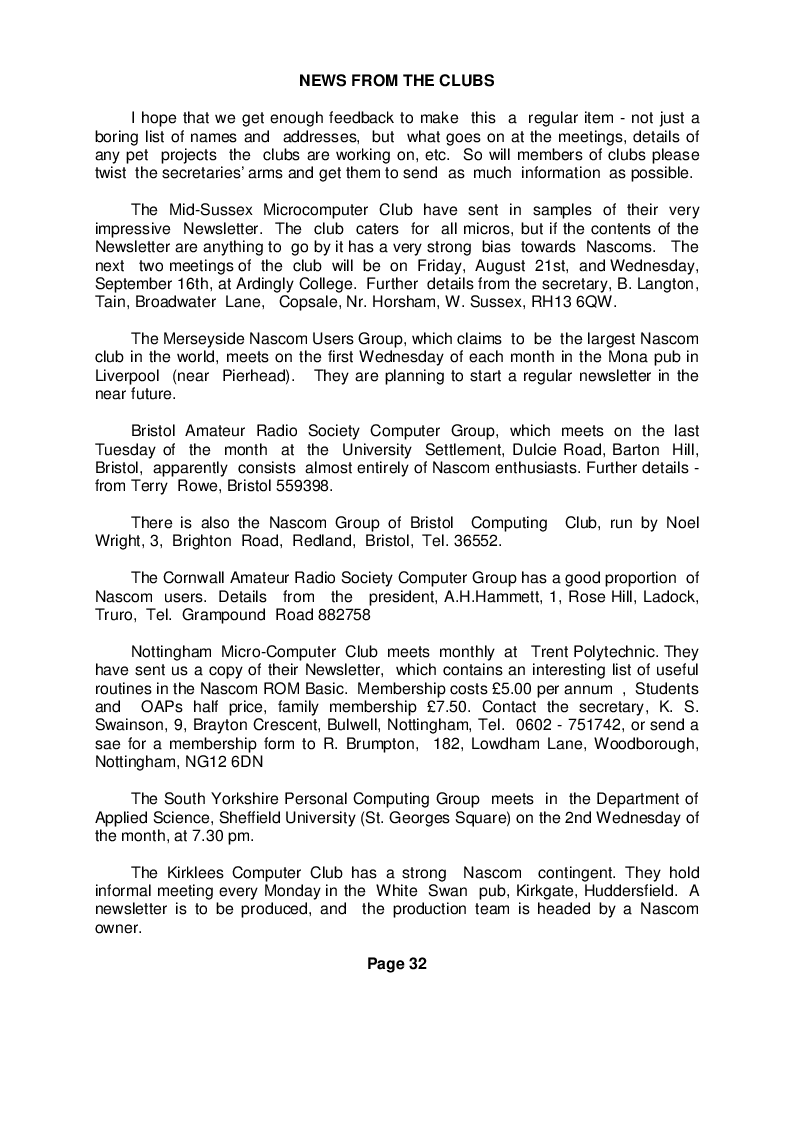 NEWS FROM THE CLUBS
I hope that we get enough feedback to make this a regular item - not just a
boring list of names and addresses, but what goes on at the meetings, details of
any pet projects the clubs are working on, etc. So will members of clubs please
twist the secretaries' arms and get them to send as much information as possible.
The Mid-Sussex Microcomputer Club have sent in samples of their very
impressive Newsletter. The club caters for all micros, but if the contents of the
Newsletter are anything to go by it has a very strong bias towards Nascoms. The
next two meetings of the club will be on Friday, August 21st, and Wednesday,
September 16th, at Ardingly College. Further details from the secretary, B. Langton,
Tain, Broadwater Lane, Copsale, Nr. Horsham, W. Sussex, RH13 6QW.
The Merseyside Nascom Users Group, which claims to be the largest Nascom
club in the world, meets on the first Wednesday of each month in the Mona pub in
Liverpool (near Pierhead). They are planning to start a regular newsletter in the
near future.
Bristol Amateur Radio Society Computer Group, which meets on the last
Tuesday of the month at the University Settlement, Dulcie Road, Barton Hill,
Bristol, apparently consists almost entirely of Nascom enthusiasts. Further details -
from Terry Rowe, Bristol 559398.
There is also the Nascom Group of Bristol Computing Club, run by Noel
Wright, 3, Brighton Road, Redland, Bristol, Tel. 36552.
The Cornwall Amateur Radio Society Computer Group has a good proportion of
Nascom users. Details from the president, A.H.Hammett, 1, Rose Hill, Ladock,
Truro, Tel. Grampound Road 882758
Nottingham Micro-Computer Club meets monthly at Trent Polytechnic. They
have sent us a copy of their Newsletter, which contains an interesting list of useful
routines in the Nascom ROM Basic. Membership costs £5.00 per annum , Students
and OAPs half price, family membership £7.50. Contact the secretary, K. S.
Swainson, 9, Brayton Crescent, Bulwell, Nottingham, Tel. 0602 - 751742, or send a
sae for a membership form to R. Brumpton, 182, Lowdham Lane, Woodborough,
Nottingham, NG12 6DN
The South Yorkshire Personal Computing Group meets in the Department of
Applied Science, Sheffield University (St. Georges Square) on the 2nd Wednesday of
the month, at 7.30 pm.
The Kirklees Computer Club has a strong Nascom contingent. They hold
informal meeting every Monday in the White Swan pub, Kirkgate, Huddersfield. A
newsletter is to be produced, and the production team is headed by a Nascom
owner.
Page 32